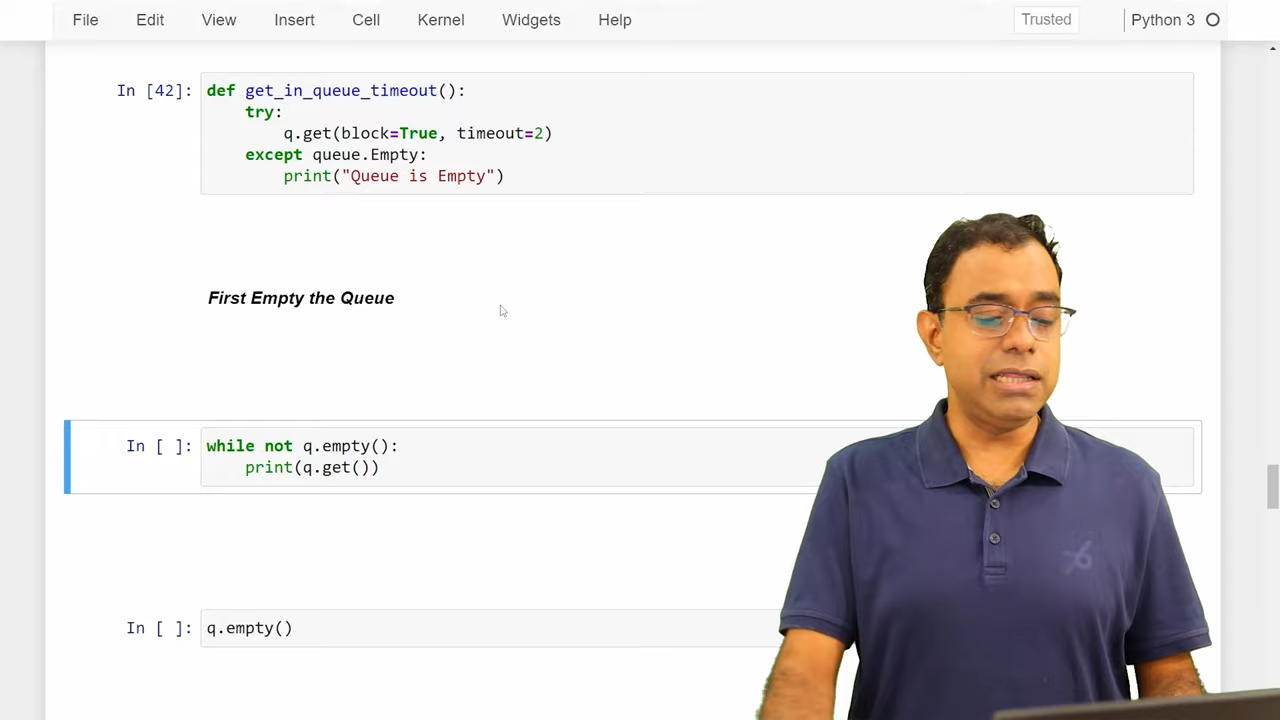 File Edit View Insert Cell Kernel Widgets Help Trusted Python 3
In [42]: def get_in_queue_timeout():
try:
q.get(block=True, timeout=2)
except queue.Empty:
print("Queue is Empty")
First Empty the Queue
In [ ]: while not q.empty():
print(q.get())
In [ ]: q.empty()